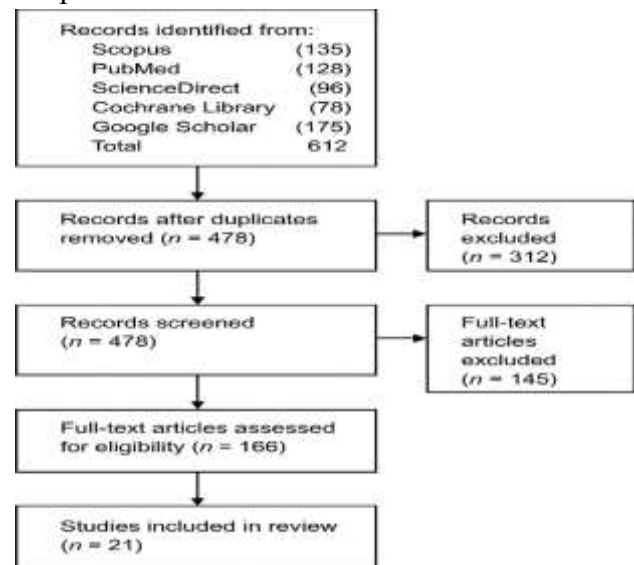 Records identified from:
Scopus (135)
PubMed (128)
ScienceDirect (96)
Cochrane Library (78)
Google Scholar (175)
Total 612
Records after duplicates
removed (n = 478)
Records
excluded
(n = 312)
Records screened
(n = 478)
Full-text
articles
excluded
(n = 145)
Full-text articles assessed
for eligibility (n = 166)
Studies included in review
(n = 21)